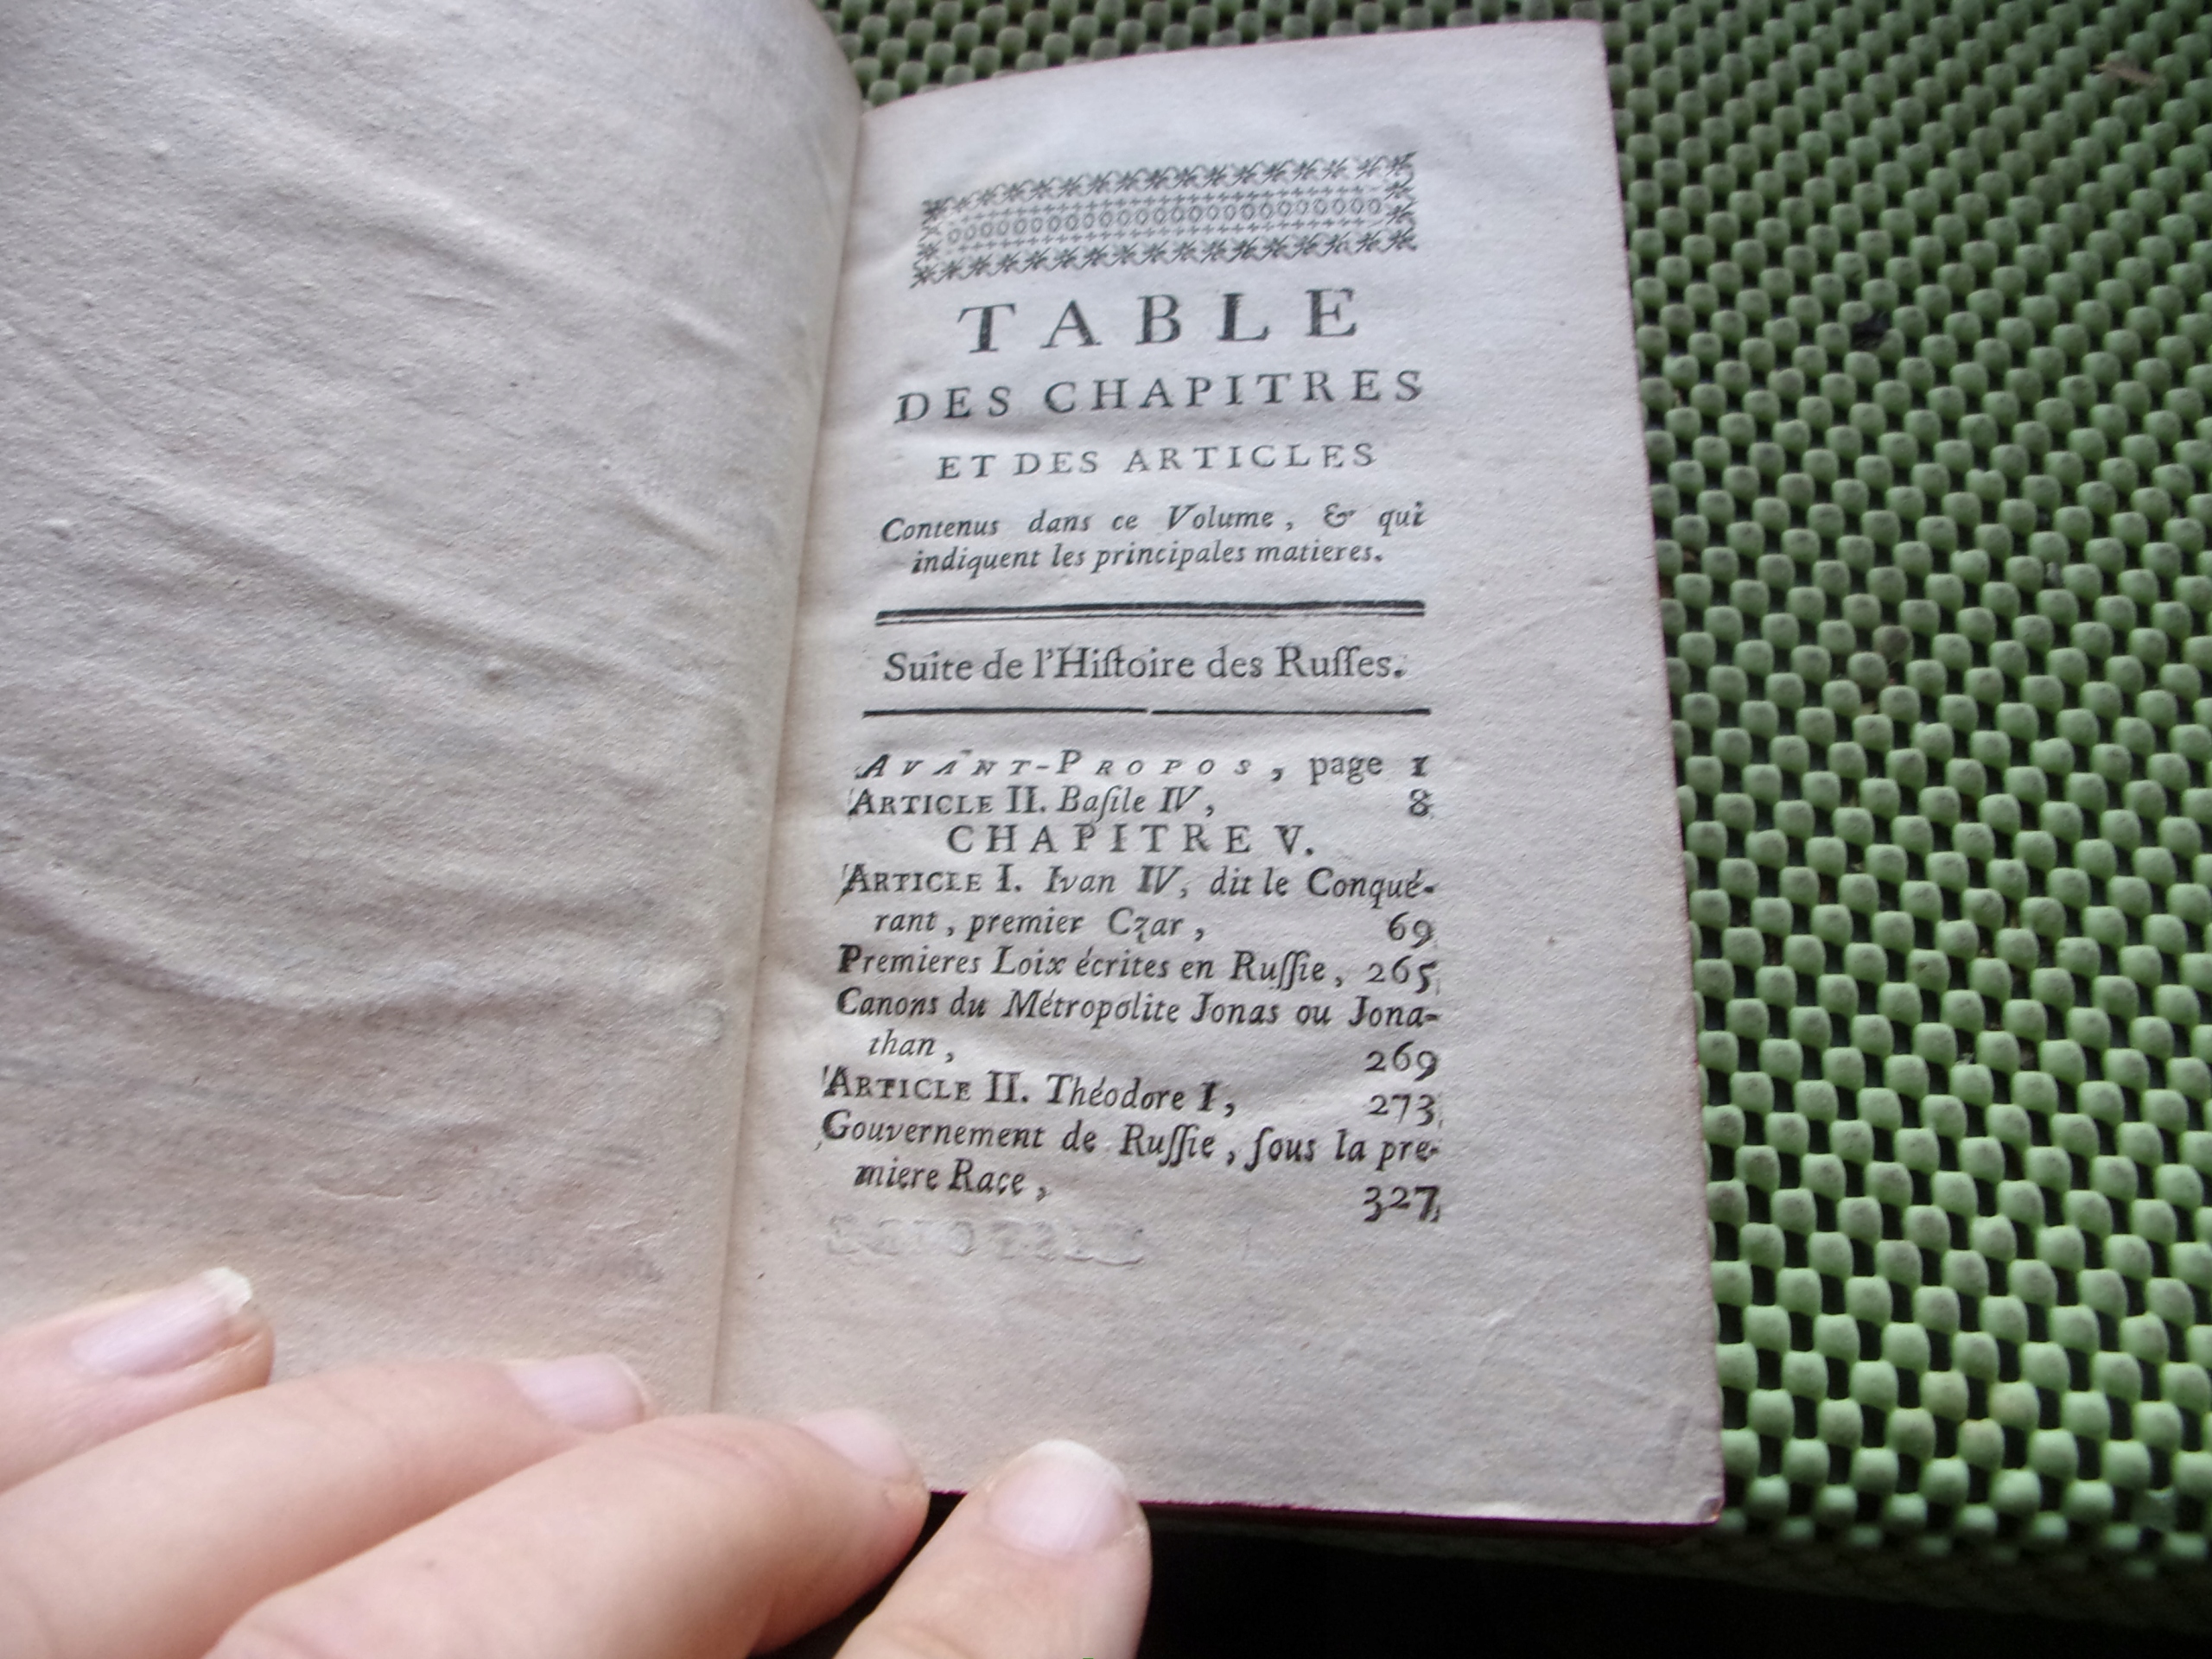 TABLE
DES CHAPITRES
ET DES ARTICLES
Contenus dans ce Volume, & qui
indiquent les principales matieres.
Suite de l'Hiſtoire des Ruſſes.
AVANT-PROPOS, page 1
ARTICLE II. Baſile IV, 8
CHAPITRE V.
ARTICLE I. Ivan IV, dit le Conqué-
rant, premier Czar, 69
Premieres Loix écrites en Ruſſie, 265
Canons du Métropolite Jonas ou Jona-
than, 269
ARTICLE II. Théodore I, 273
Gouvernement de Ruſſie, ſous la pre-
miere Race, 327